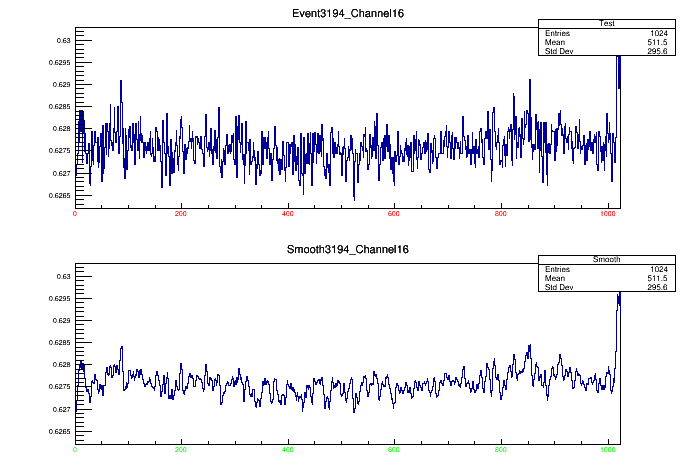 Event3194_Channel16
Test
Entries 1024
Mean 511.5
Std Dev 295.6
0.63
0.6295
0.629
0.6285
0.628
0.6275
0.627
0.6265
0 200 400 600 800 1000
Smooth3194_Channel16
Smooth
Entries 1024
Mean 511.5
Std Dev 295.6
0.63
0.6295
0.629
0.6285
0.628
0.6275
0.627
0.6265
0 200 400 600 800 1000